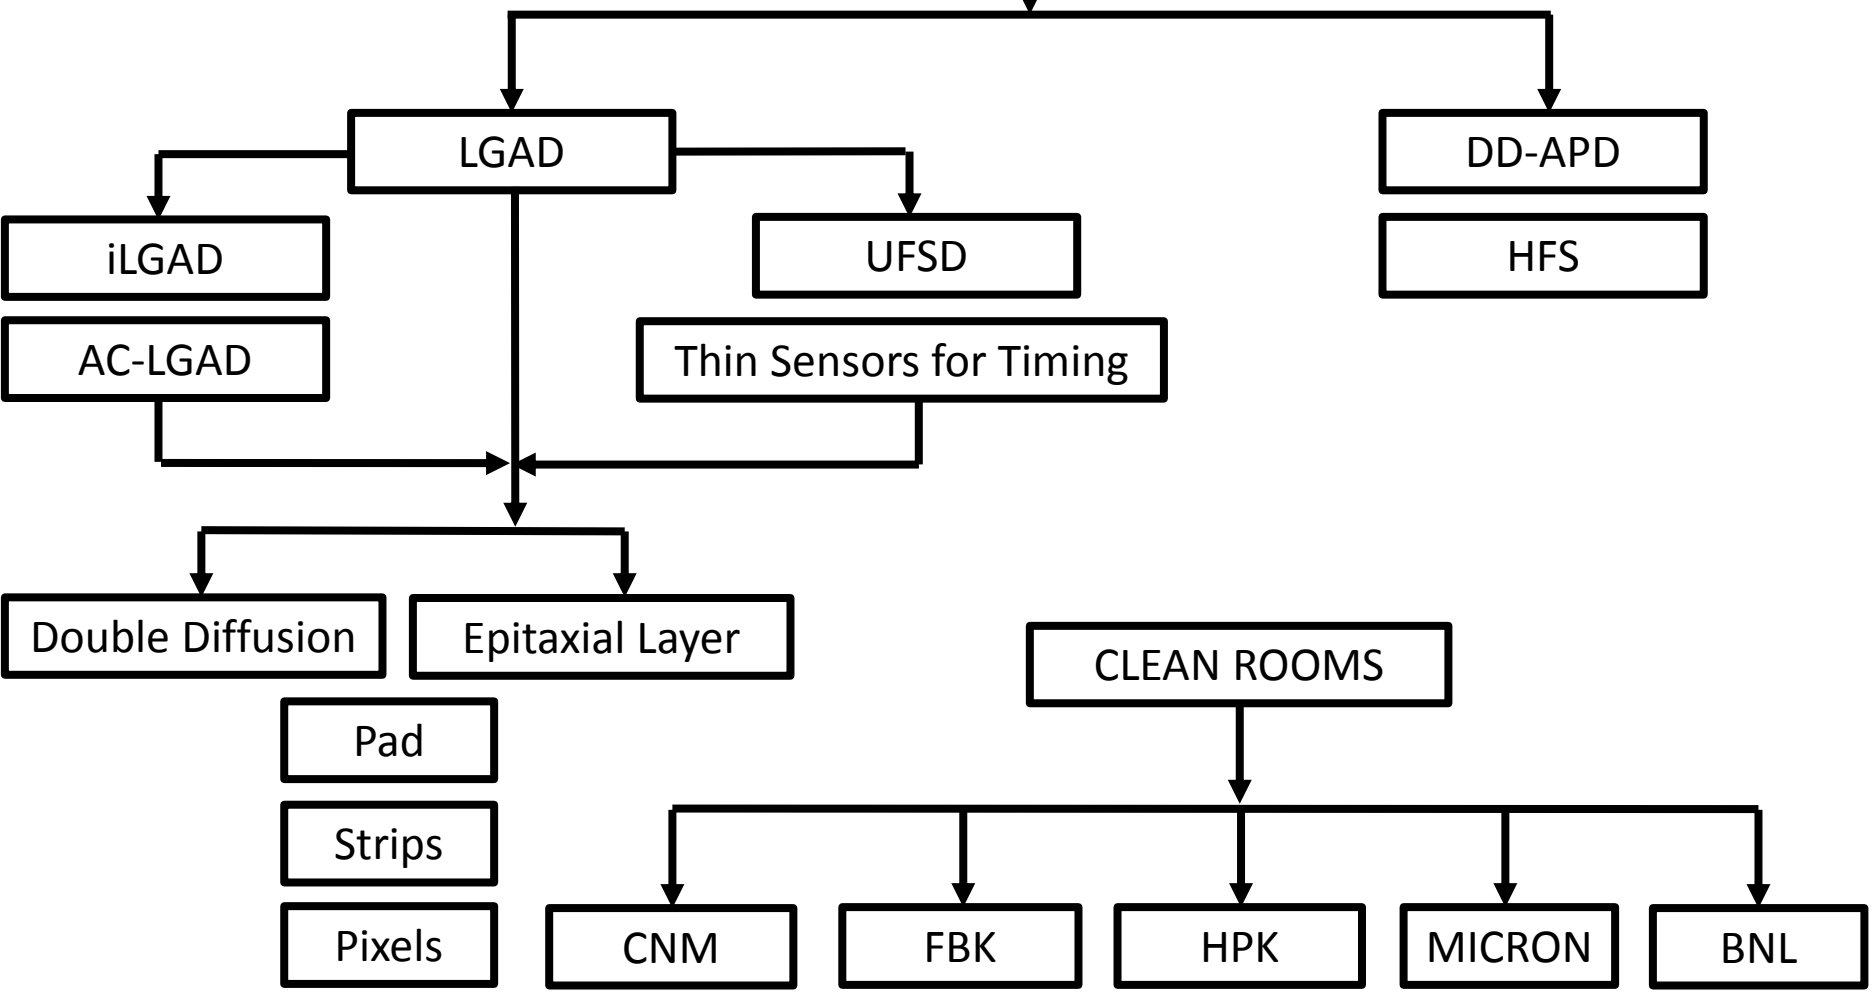 LGAD
DD-APD
iLGAD
UFSD
HFS
AC-LGAD
Thin Sensors for Timing
Double Diffusion
Epitaxial Layer
CLEAN ROOMS
Pad
Strips
Pixels
CNM
FBK
HPK
MICRON
BNL